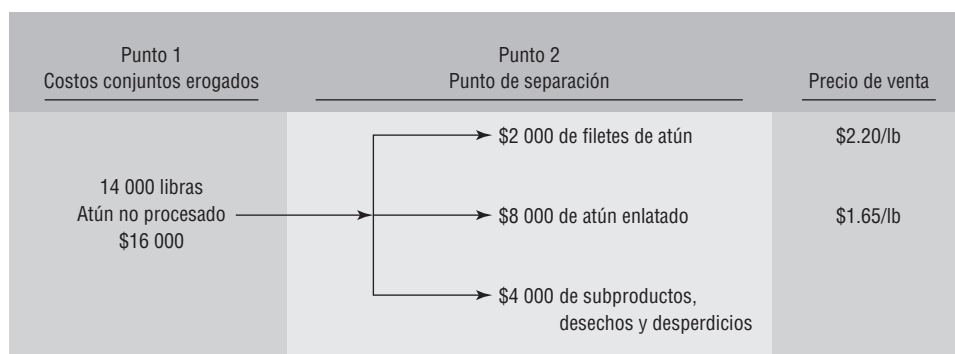 Punto 1
Costos conjuntos erogados
Punto 2
Punto de separación
Precio de venta
14 000 libras
Atún no procesado
$16 000
$2 000 de filetes de atún
$2.20/lb
$8 000 de atún enlatado
$1.65/lb
$4 000 de subproductos,
desechos y desperdicios